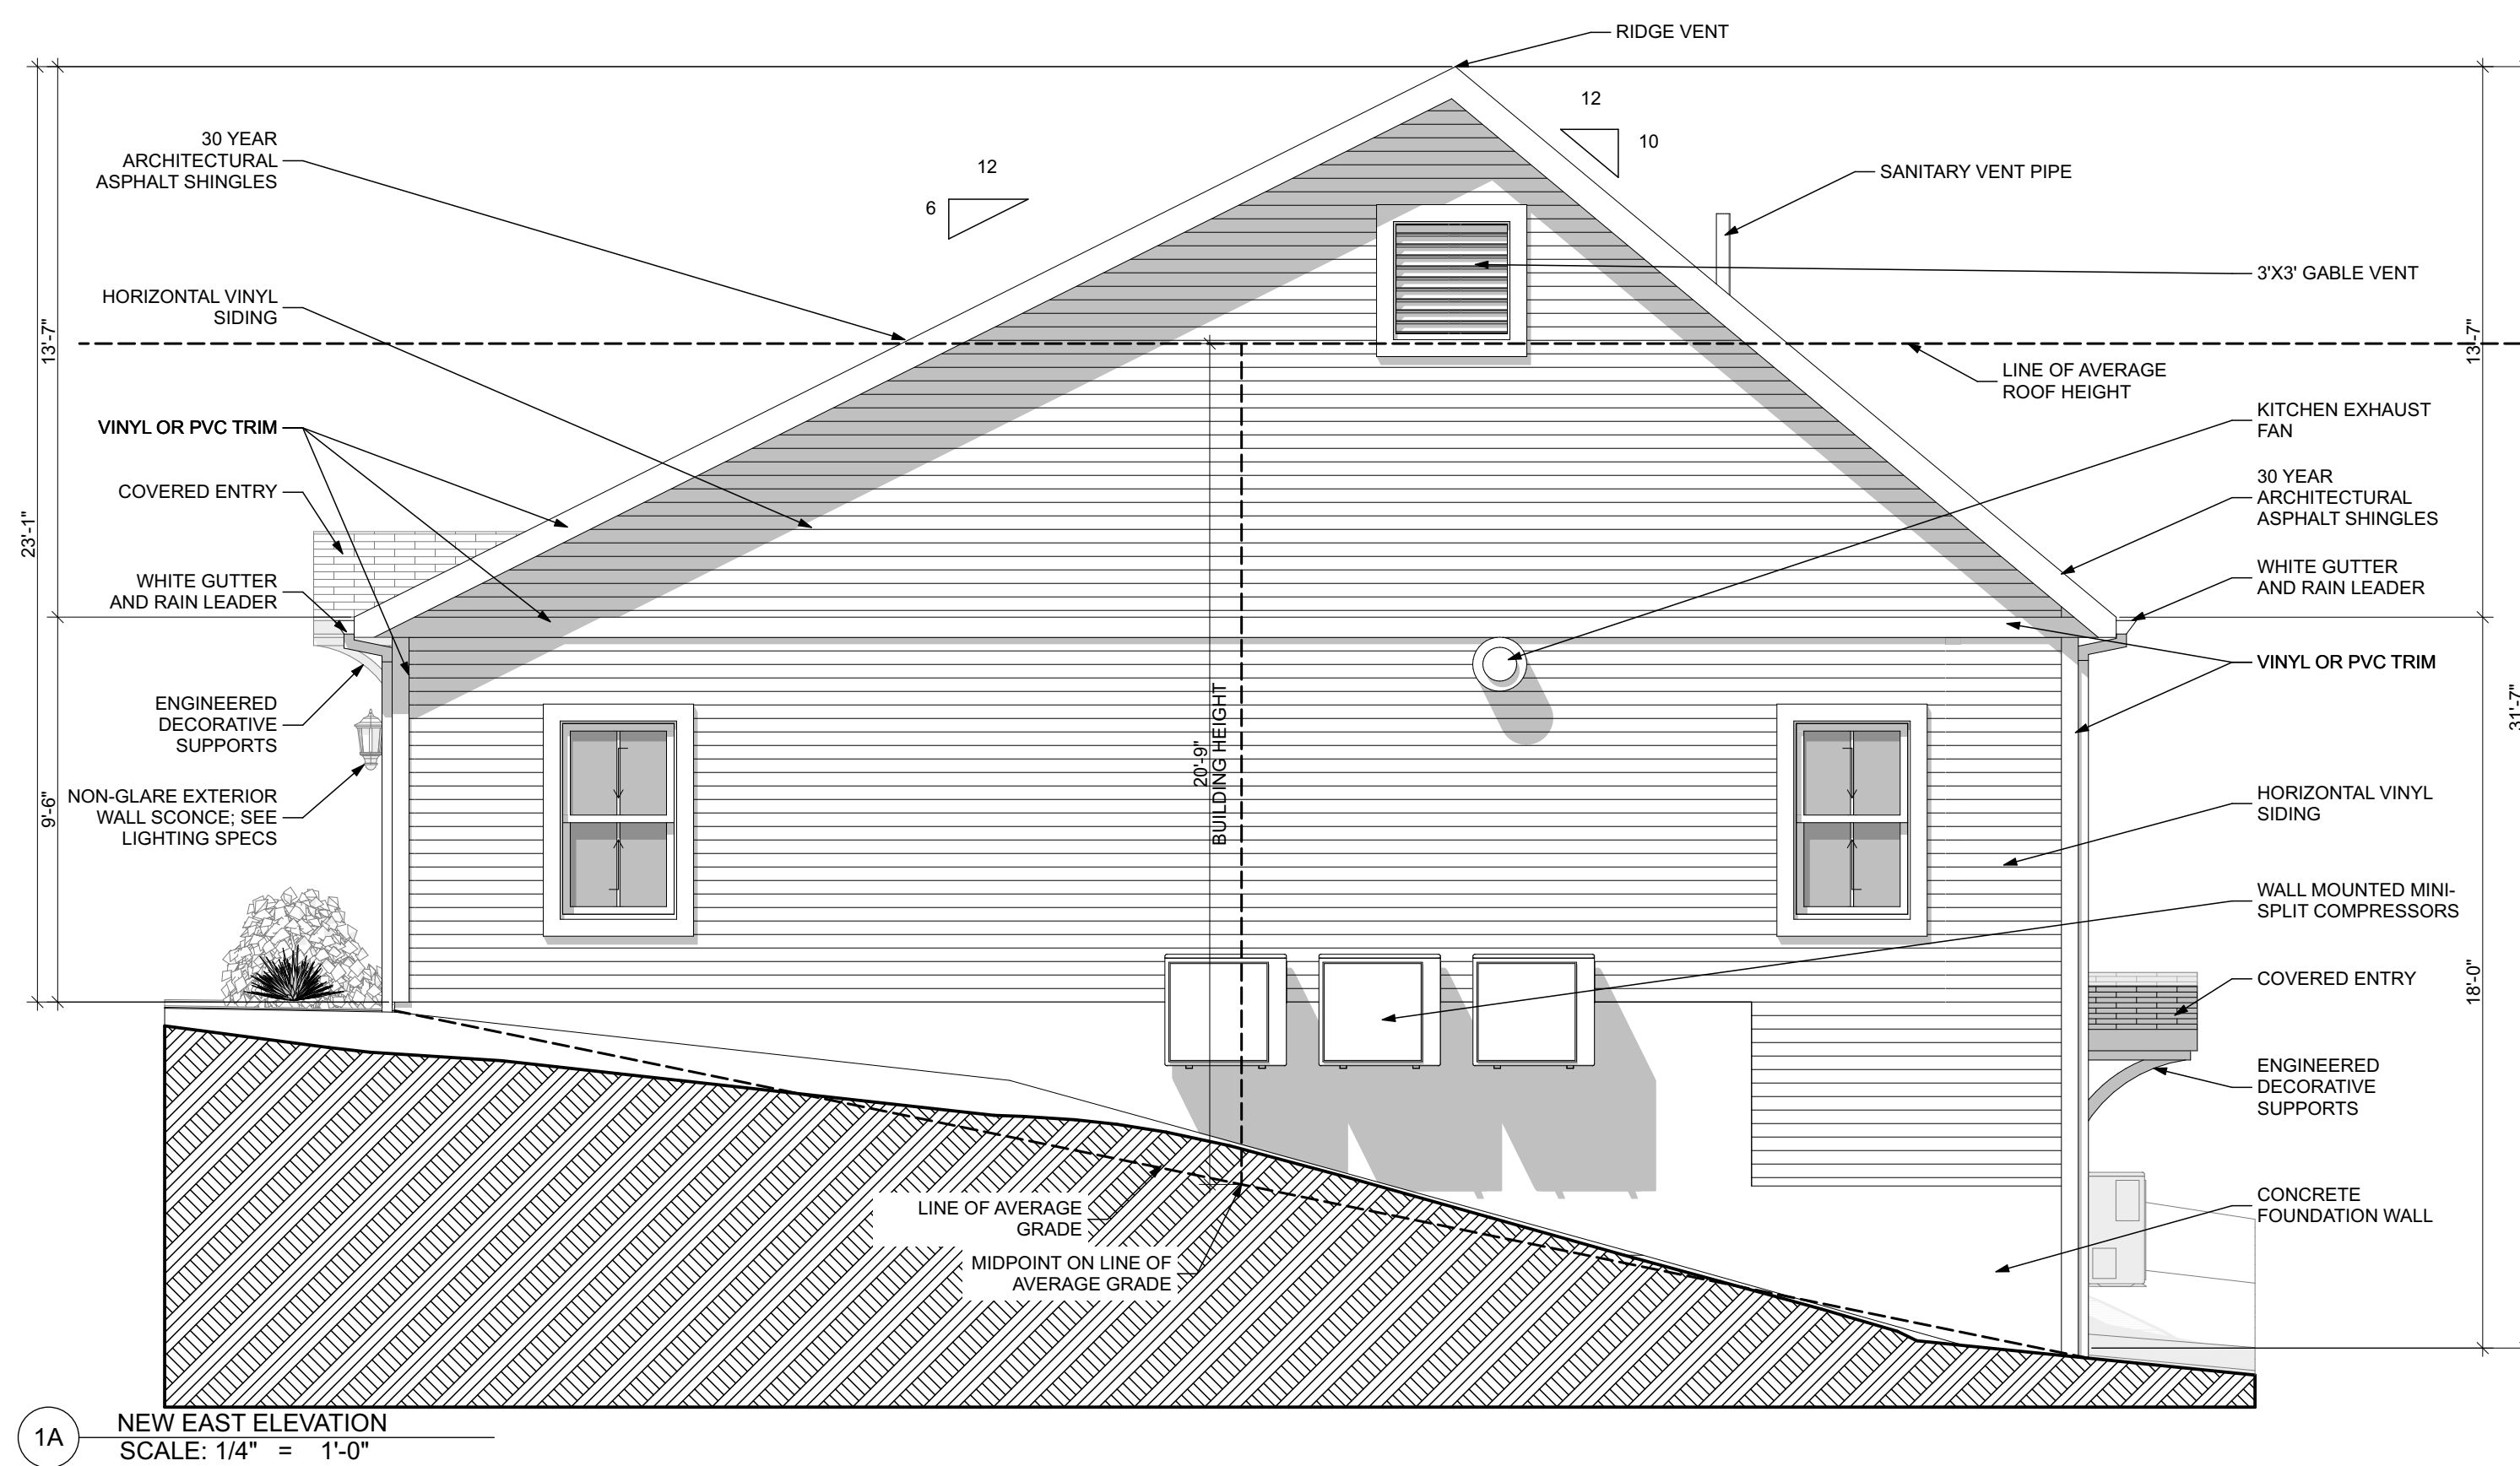 RIDGE VENT
12
10
30 YEAR
ARCHITECTURAL
ASPHALT SHINGLES
12
6
SANITARY VENT PIPE
3'X3' GABLE VENT
HORIZONTAL VINYL
SIDING
13'-7"
13'-7"
LINE OF AVERAGE
ROOF HEIGHT
VINYL OR PVC TRIM
KITCHEN EXHAUST
FAN
COVERED ENTRY
30 YEAR
ARCHITECTURAL
ASPHALT SHINGLES
23'-1"
WHITE GUTTER
AND RAIN LEADER
WHITE GUTTER
AND RAIN LEADER
VINYL OR PVC TRIM
31'-7"
ENGINEERED
DECORATIVE
SUPPORTS
20'-9"
BUILDING HEIGHT
9'-6"
NON-GLARE EXTERIOR
WALL SCONCE; SEE
LIGHTING SPECS
HORIZONTAL VINYL
SIDING
WALL MOUNTED MINI-
SPLIT COMPRESSORS
18'-0"
COVERED ENTRY
ENGINEERED
DECORATIVE
SUPPORTS
LINE OF AVERAGE
GRADE
MIDPOINT ON LINE OF
AVERAGE GRADE
CONCRETE
FOUNDATION WALL
1A
NEW EAST ELEVATION
SCALE: 1/4" = 1'-0"